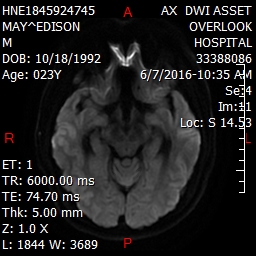 HNE1845924745
MAY^EDISON
M
DOB: 10/18/1992
Age: 023Y
A
AX DWI ASSET
OVERLOOK
HOSPITAL
33388086
6/7/2016-10:35 AM
Se:4
Im:11
Loc: S 14.53
R
L
ET: 1
TR: 6000.00 ms
TE: 74.70 ms
Thk: 5.00 mm
Z: 1.0 X
L: 1844 W: 3689
P